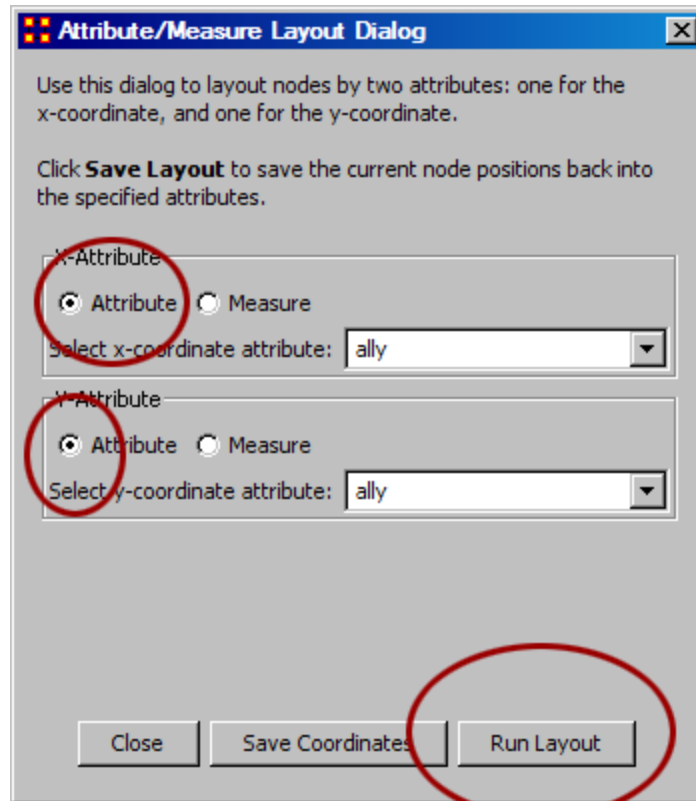 Attribute/Measure Layout Dialog
Use this dialog to layout nodes by two attributes: one for the
x-coordinate, and one for the y-coordinate.
Click Save Layout to save the current node positions back into
the specified attributes.
X-Attribute
Attribute Measure
Select x-coordinate attribute: ally
Y-Attribute
Attribute Measure
Select y-coordinate attribute: ally
Close Save Coordinates Run Layout